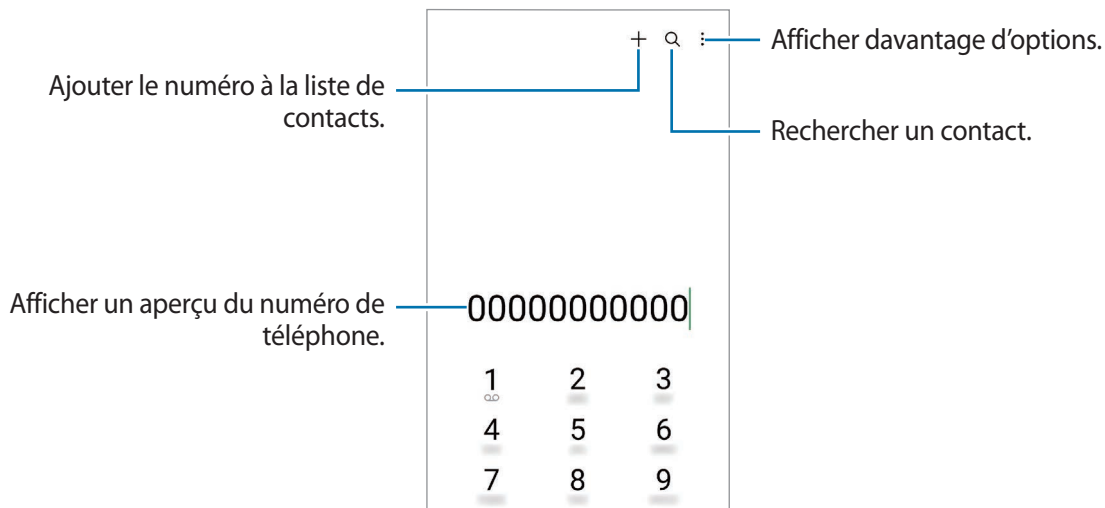 Afficher davantage d’options.
Ajouter le numéro à la liste de
contacts.
Rechercher un contact.
Afficher un aperçu du numéro de
téléphone.
00000000000
1 2 3
4 5 6
7 8 9